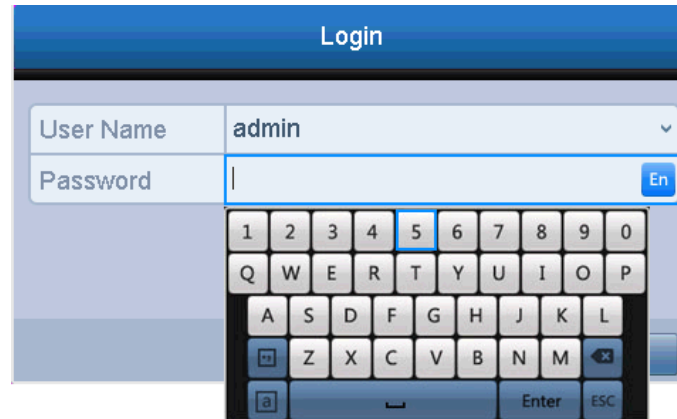 Login
User Name admin
Password En
1 2 3 4 5 6 7 8 9 0
Q W E R T Y U I O P
A S D F G H J K L
Z X C V B N M
a Enter ESC